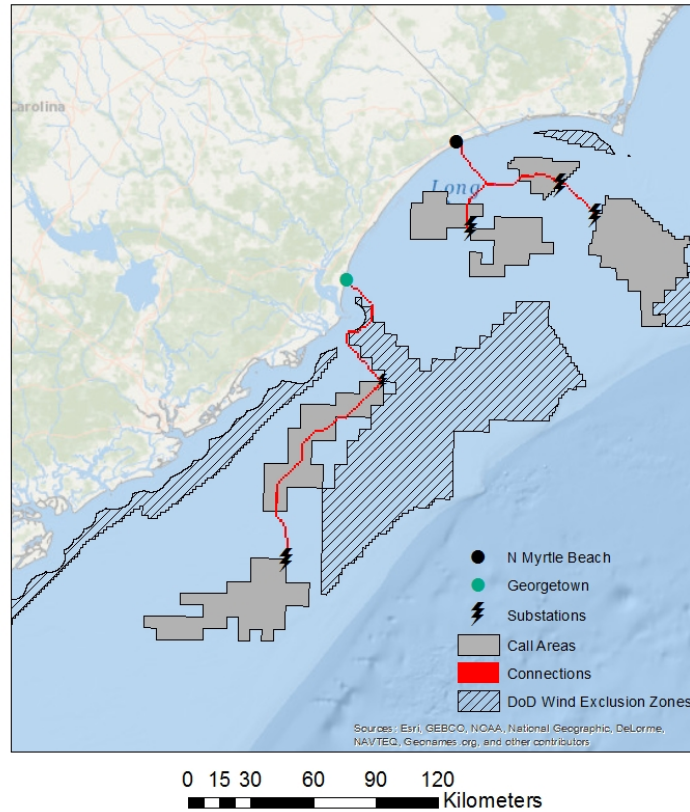 Carolina
Long
N Myrtle Beach
Georgetown
Substations
Call Areas
Connections
DoD Wind Exclusion Zones
Sources: Esri, GEBCO, NOAA, National Geographic, DeLorme,
NAVTEQ, Geonames.org, and other contributors
0 15 30 60 90 120
Kilometers